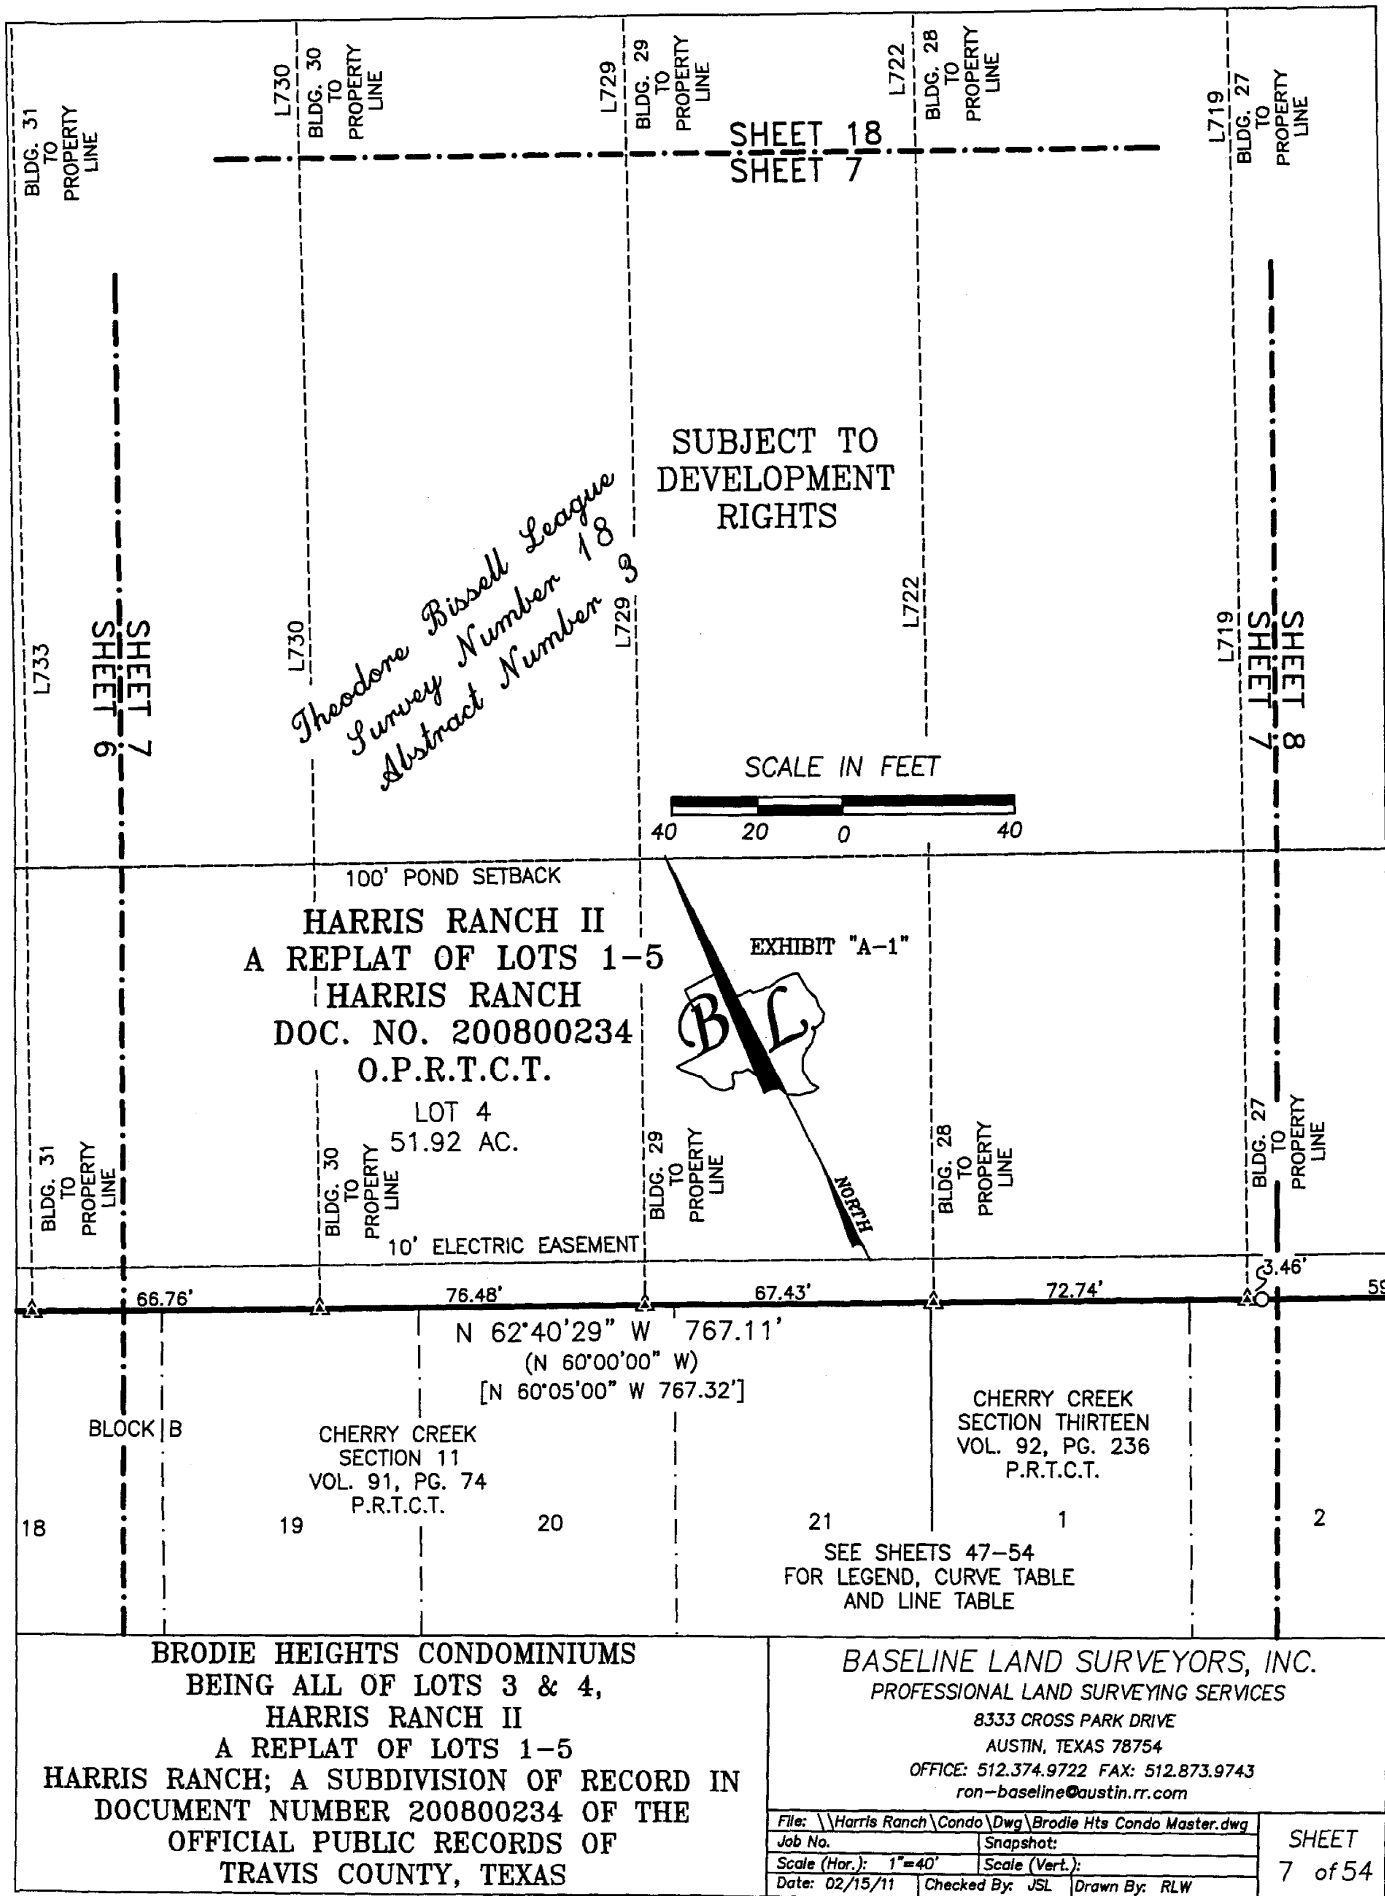 BLDG. 31
TO
PROPERTY
LINE
L730
BLDG. 30
TO
PROPERTY
LINE
L729
BLDG. 29
TO
PROPERTY
LINE
L722
BLDG. 28
TO
PROPERTY
LINE
L719
BLDG. 27
TO
PROPERTY
LINE
SHEET 18
SHEET 7
SUBJECT TO
DEVELOPMENT
RIGHTS
Theodore Bissell League
Survey Number 18
Abstract Number 3
L733
SHEET 7
SHEET 6
L730
L729
L722
L719
SHEET 8
SHEET 7
SCALE IN FEET
40 20 0 40
100' POND SETBACK
HARRIS RANCH II
A REPLAT OF LOTS 1-5
HARRIS RANCH
DOC. NO. 200800234
O.P.R.T.C.T.
LOT 4
51.92 AC.
EXHIBIT "A-1"
B L
NORTH
BLDG. 31
TO
PROPERTY
LINE
BLDG. 30
TO
PROPERTY
LINE
BLDG. 29
TO
PROPERTY
LINE
BLDG. 28
TO
PROPERTY
LINE
BLDG. 27
TO
PROPERTY
LINE
10' ELECTRIC EASEMENT
66.76' 76.48' 67.43' 72.74' 3.46' 59
N 62°40'29" W 767.11'
(N 60°00'00" W)
[N 60°05'00" W 767.32']
BLOCK B
CHERRY CREEK
SECTION 11
VOL. 91, PG. 74
P.R.T.C.T.
CHERRY CREEK
SECTION THIRTEEN
VOL. 92, PG. 236
P.R.T.C.T.
18 19 20 21 1 2
SEE SHEETS 47-54
FOR LEGEND, CURVE TABLE
AND LINE TABLE
BRODIE HEIGHTS CONDOMINIUMS
BEING ALL OF LOTS 3 & 4,
HARRIS RANCH II
A REPLAT OF LOTS 1-5
HARRIS RANCH; A SUBDIVISION OF RECORD IN
DOCUMENT NUMBER 200800234 OF THE
OFFICIAL PUBLIC RECORDS OF
TRAVIS COUNTY, TEXAS
BASELINE LAND SURVEYORS, INC.
PROFESSIONAL LAND SURVEYING SERVICES
8333 CROSS PARK DRIVE
AUSTIN, TEXAS 78754
OFFICE: 512.374.9722 FAX: 512.873.9743
ron-baseline@austin.rr.com
File: \\Harris Ranch\Condo\Dwg\Brodie Hts Condo Master.dwg
Job No. Snapshot:
Scale (Hor.): 1"=40' Scale (Vert.):
Date: 02/15/11 Checked By: JSL Drawn By: RLW
SHEET
7 of 54